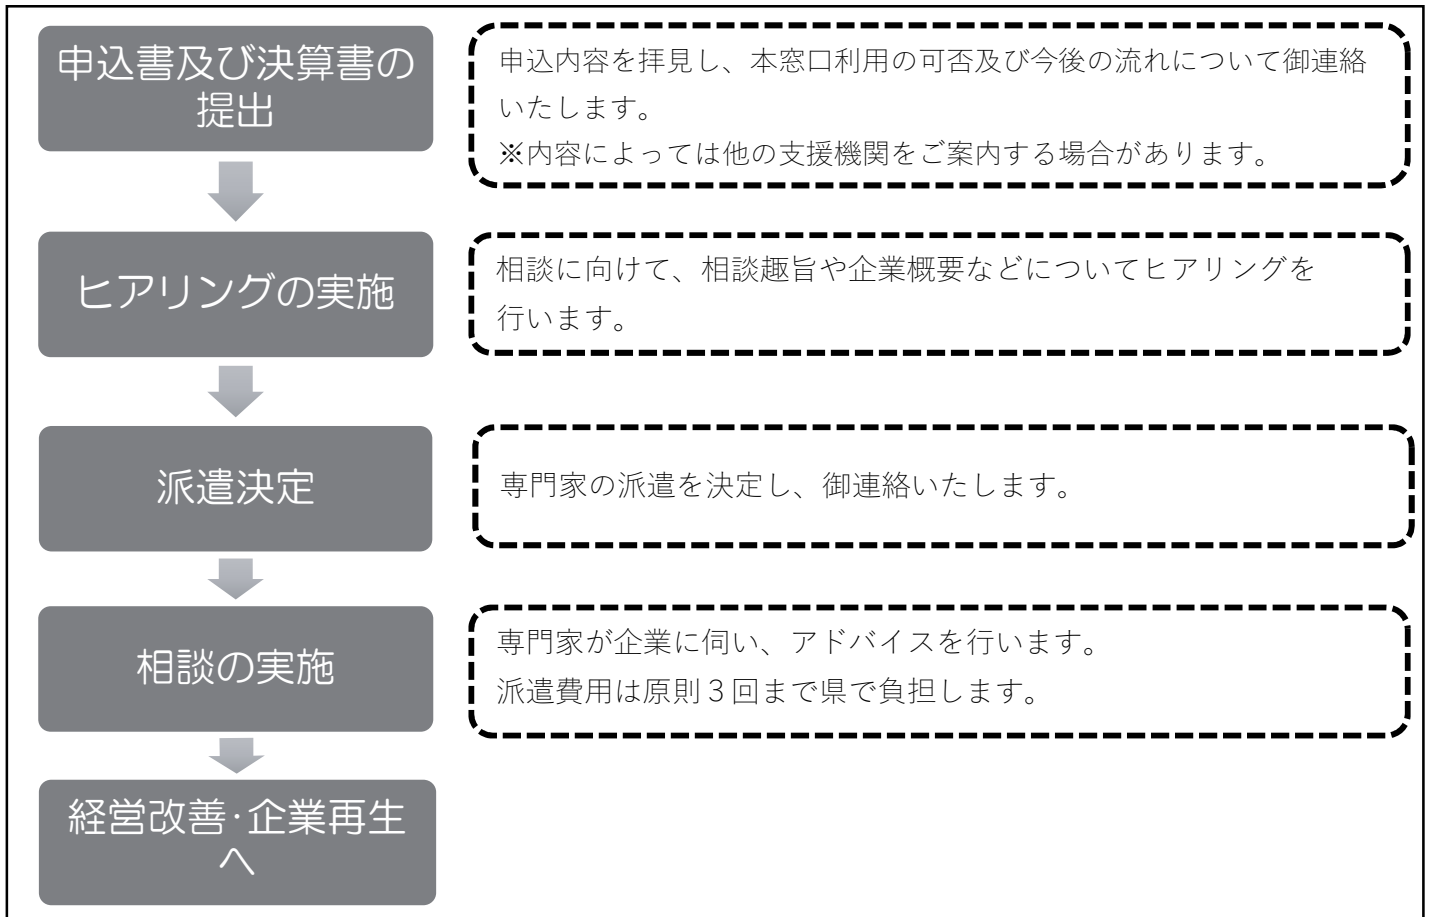 申込書及び決算書の
提出
申込内容を拝見し、本窓口利用の可否及び今後の流れについて御連絡
いたします。
※内容によっては他の支援機関をご案内する場合があります。
ヒアリングの実施
相談に向けて、相談趣旨や企業概要などについてヒアリングを
行います。
派遣決定
専門家の派遣を決定し、御連絡いたします。
相談の実施
専門家が企業に伺い、アドバイスを行います。
派遣費用は原則３回まで県で負担します。
経営改善・企業再生
へ